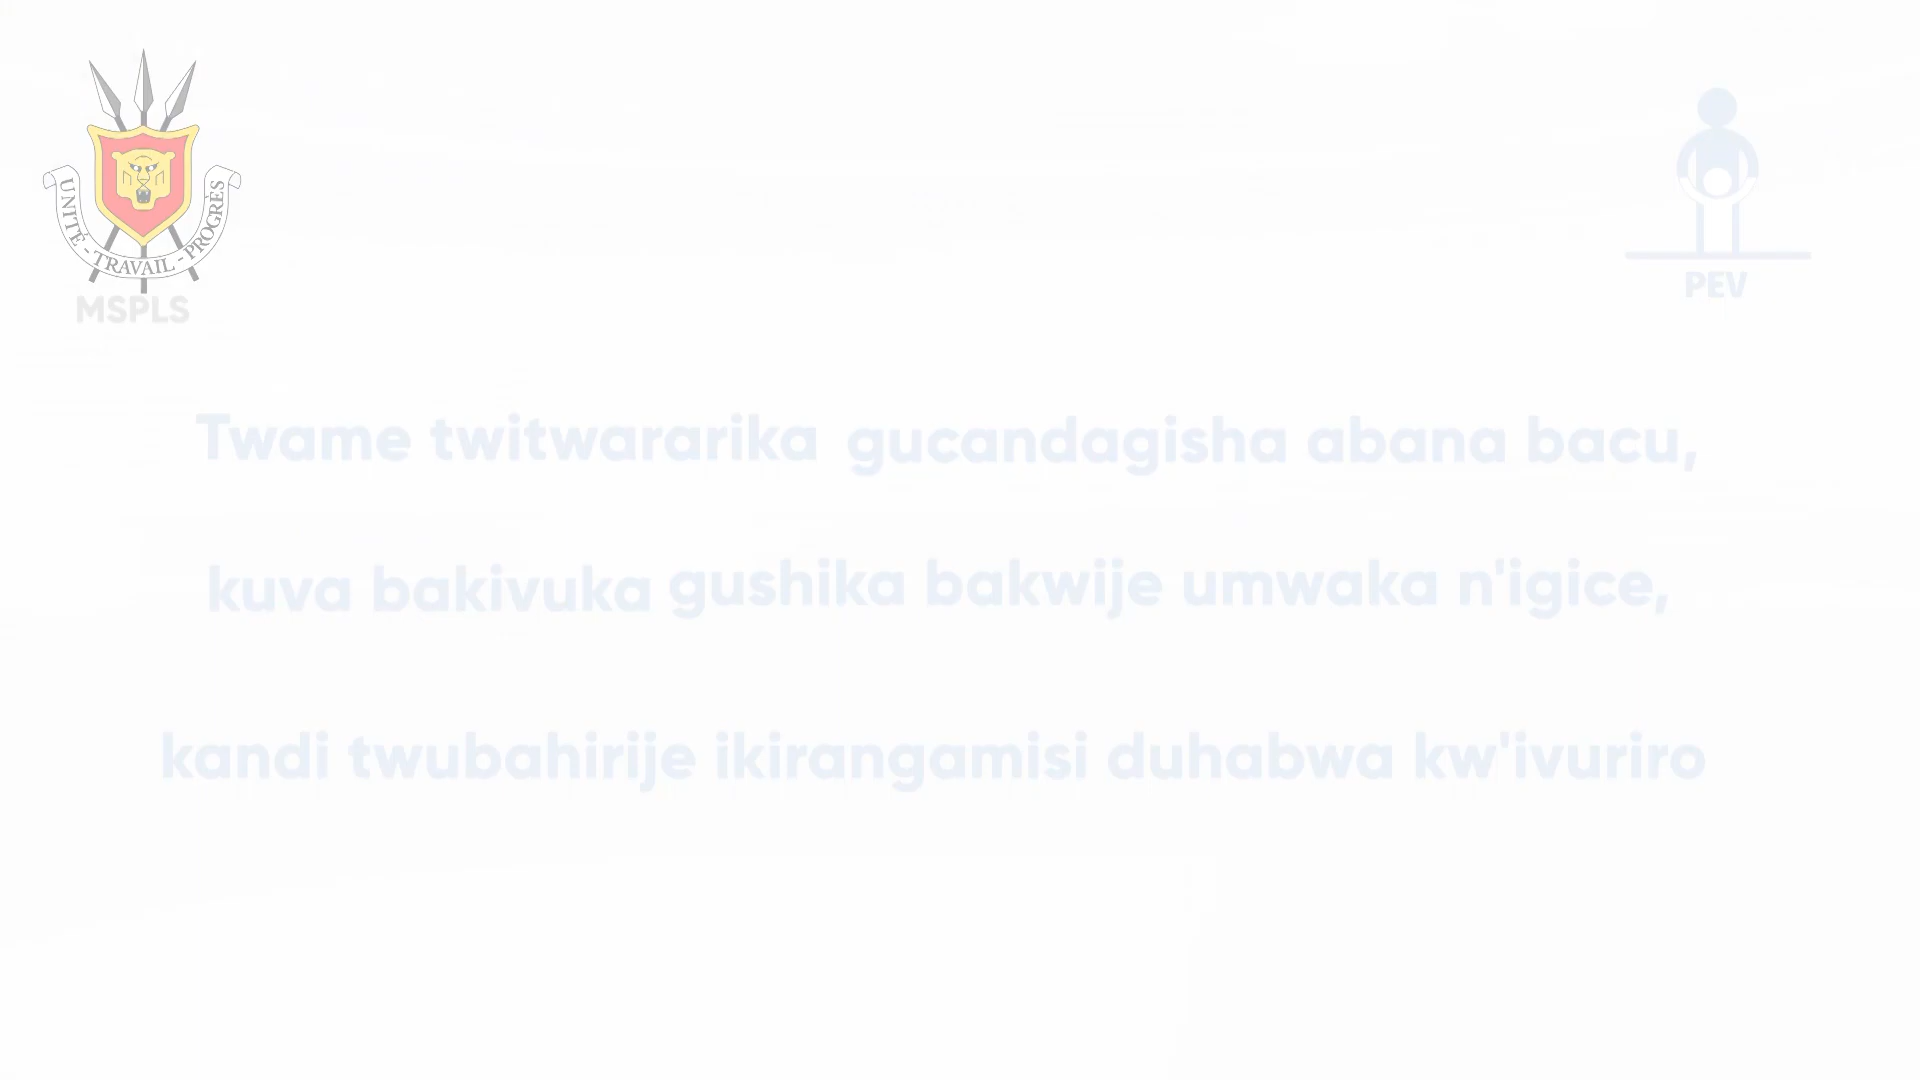 UNITÉ - TRAVAIL - PROGRÈS
MSPLS
PEV
Twame twitwararika gucandagisha abana bacu,
kuva bakivuka gushika bakwije umwaka n'igice,
kandi twubahirije ikirangamisi duhabwa kw'ivuriro